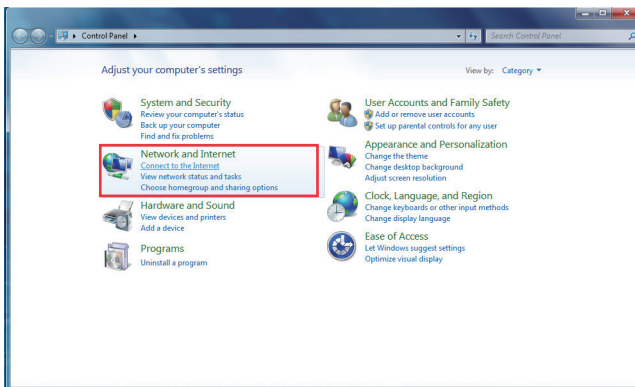 Control Panel
Search Control Panel
Adjust your computer's settings
View by: Category
System and Security
Review your computer's status
Back up your computer
Find and fix problems
Network and Internet
Connect to the Internet
View network status and tasks
Choose homegroup and sharing options
Hardware and Sound
View devices and printers
Add a device
Programs
Uninstall a program
User Accounts and Family Safety
Add or remove user accounts
Set up parental controls for any user
Appearance and Personalization
Change the theme
Change desktop background
Adjust screen resolution
Clock, Language, and Region
Change keyboards or other input methods
Change display language
Ease of Access
Let Windows suggest settings
Optimize visual display